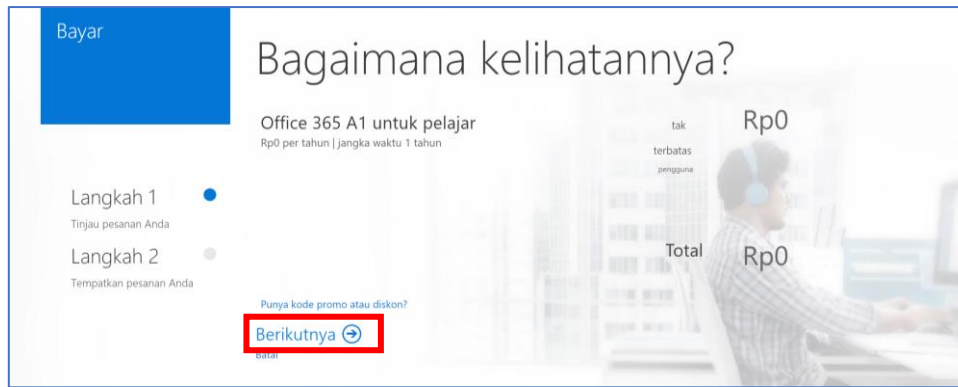 Bayar
Bagaimana kelihatannya?
Office 365 A1 untuk pelajar
Rp0 per tahun | jangka waktu 1 tahun
tak
terbatas
pengguna
Rp0
Langkah 1
Tinjau pesanan Anda
Langkah 2
Tempatkan pesanan Anda
Total
Rp0
Punya kode promo atau diskon?
Berikutnya
Batal